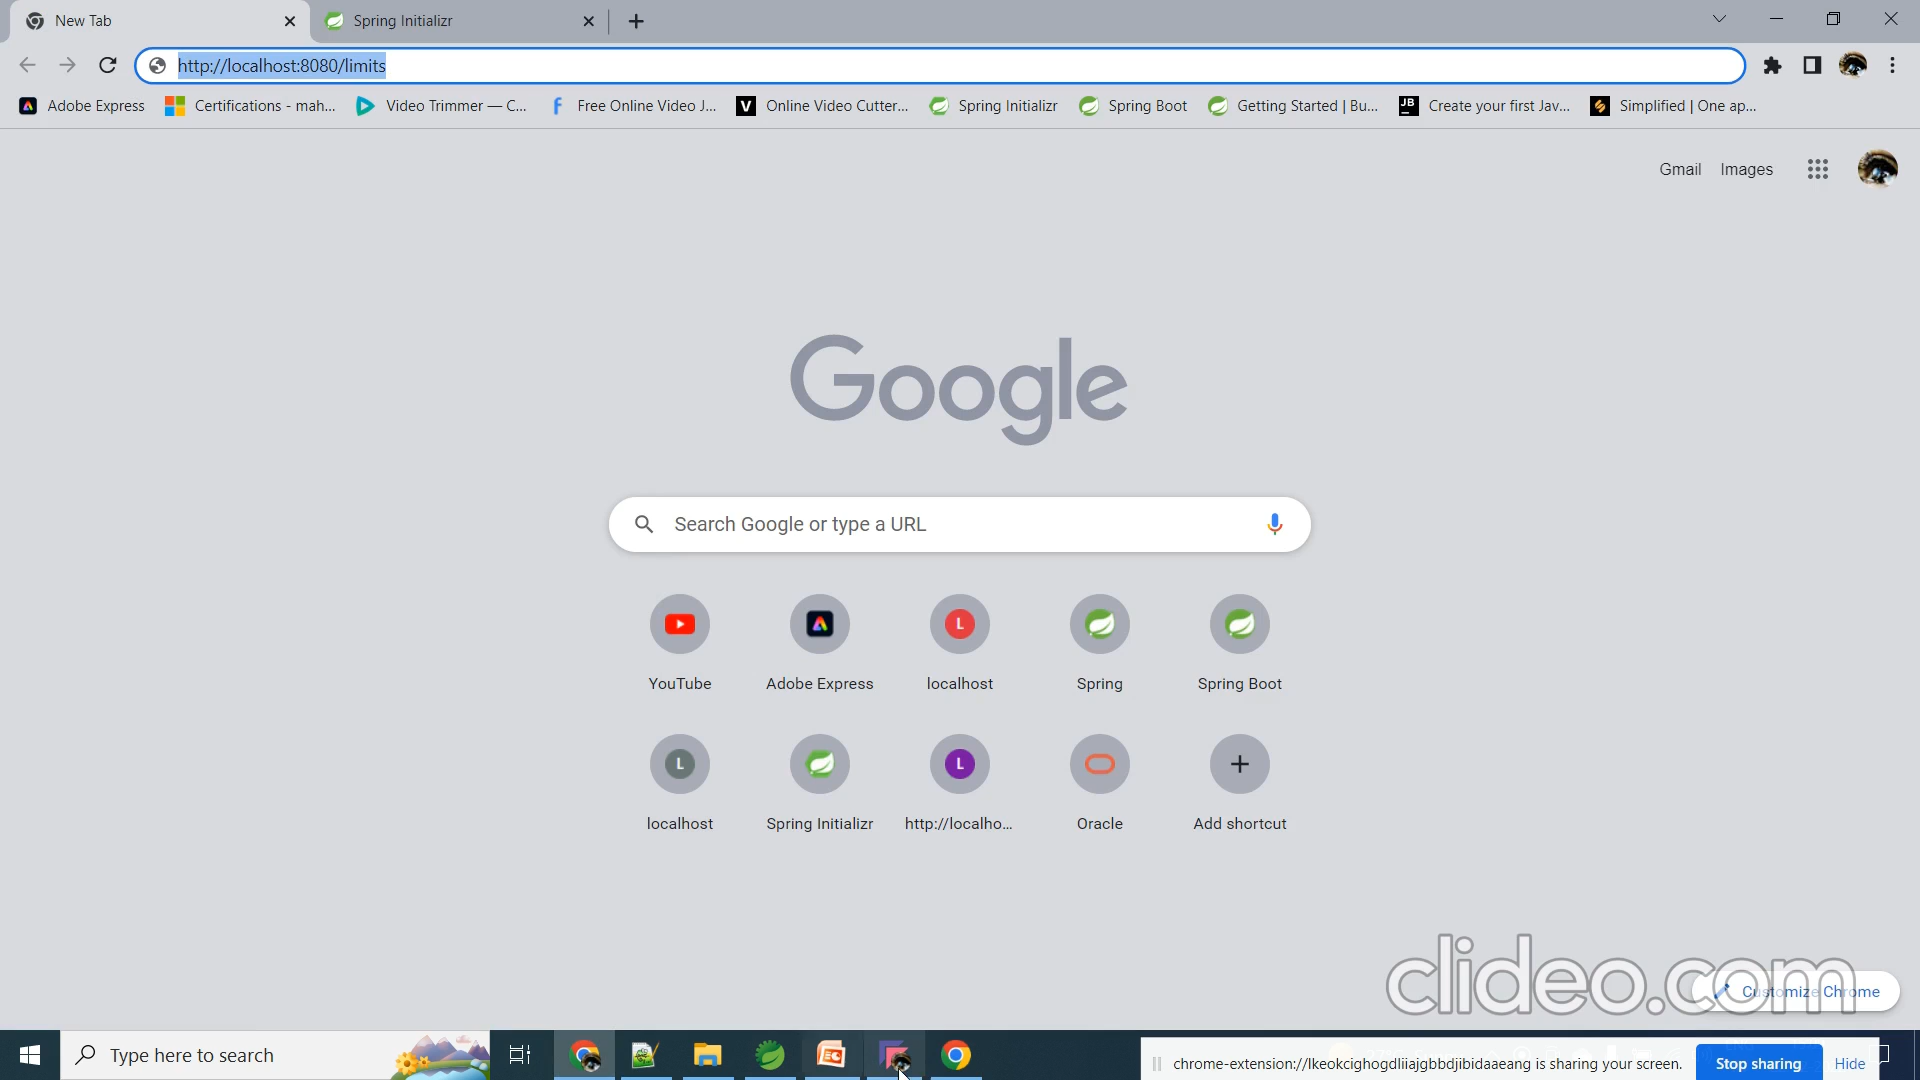 New Tab
Spring Initializr
http://localhost:8080/limits
Adobe Express
Certifications - mah...
Video Trimmer — C...
Free Online Video J...
Online Video Cutter...
Spring Initializr
Spring Boot
Getting Started | Bu...
Create your first Jav...
Simplified | One ap...
Gmail
Images
Google
Search Google or type a URL
YouTube
Adobe Express
L
localhost
Spring
Spring Boot
L
localhost
Spring Initializr
L
http://localho...
Oracle
Add shortcut
clideo.com
Customize Chrome
Type here to search
chrome-extension://lkeokcighogdliiajgbbdjibidaaeang is sharing your screen.
Stop sharing
Hide